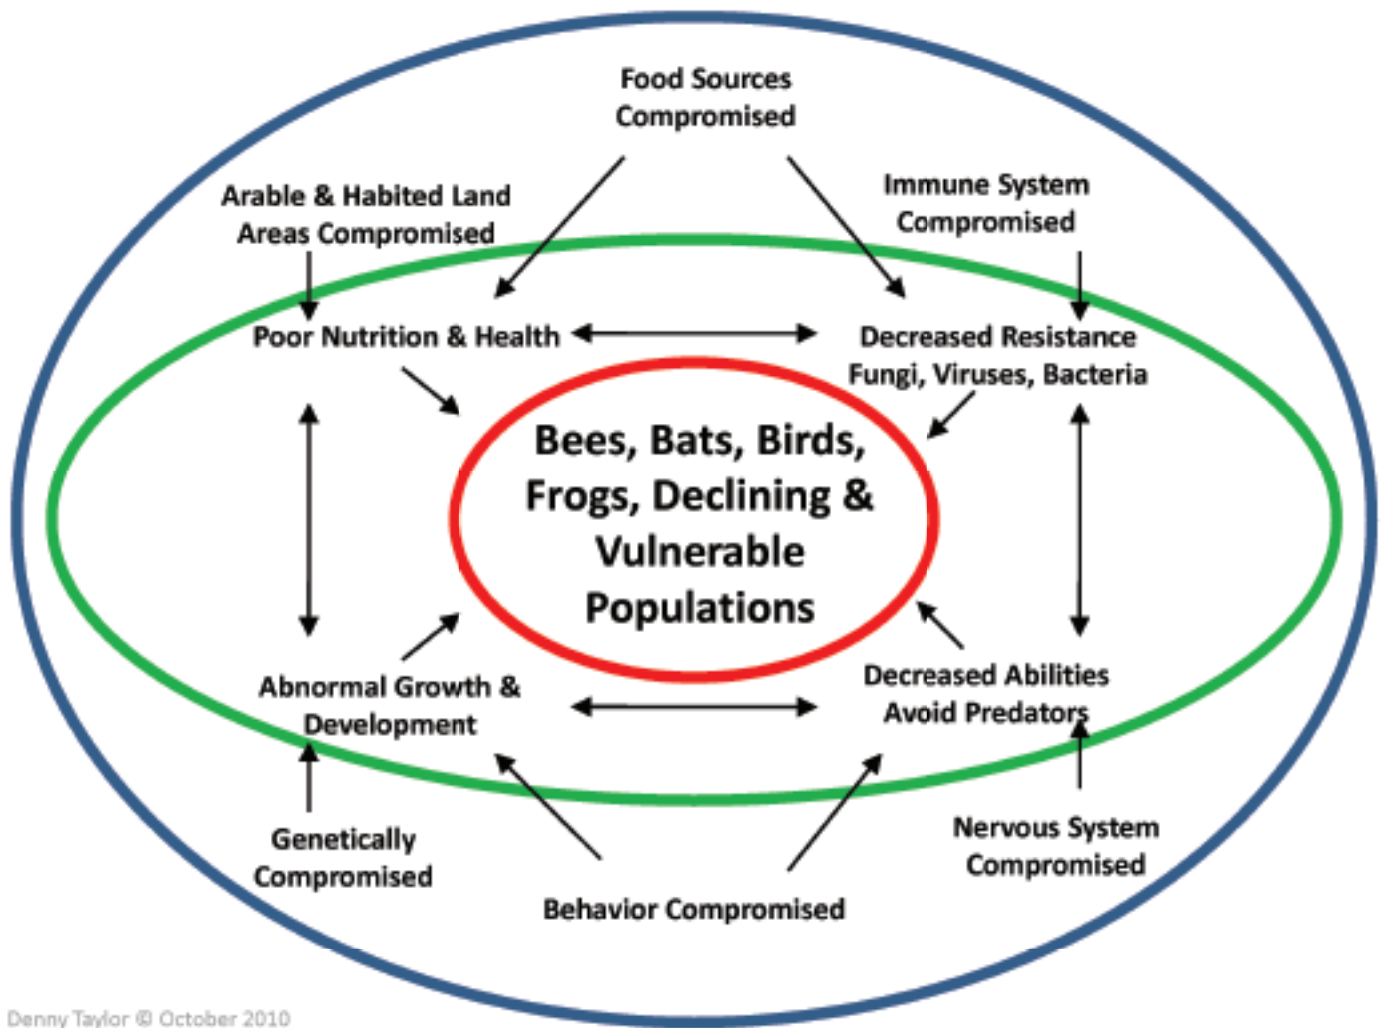 Food Sources
Compromised
Arable & Habited Land
Areas Compromised
Immune System
Compromised
Poor Nutrition & Health
Decreased Resistance
Fungi, Viruses, Bacteria
Bees, Bats, Birds,
Frogs, Declining &
Vulnerable
Populations
Abnormal Growth &
Development
Decreased Abilities
Avoid Predators
Genetically
Compromised
Nervous System
Compromised
Behavior Compromised
Denny Taylor © October 2010